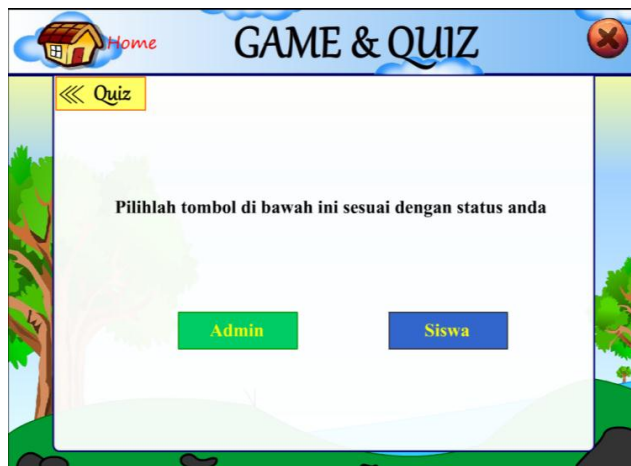 Home
GAME & QUIZ
Quiz
Pilihlah tombol di bawah ini sesuai dengan status anda
Admin
Siswa